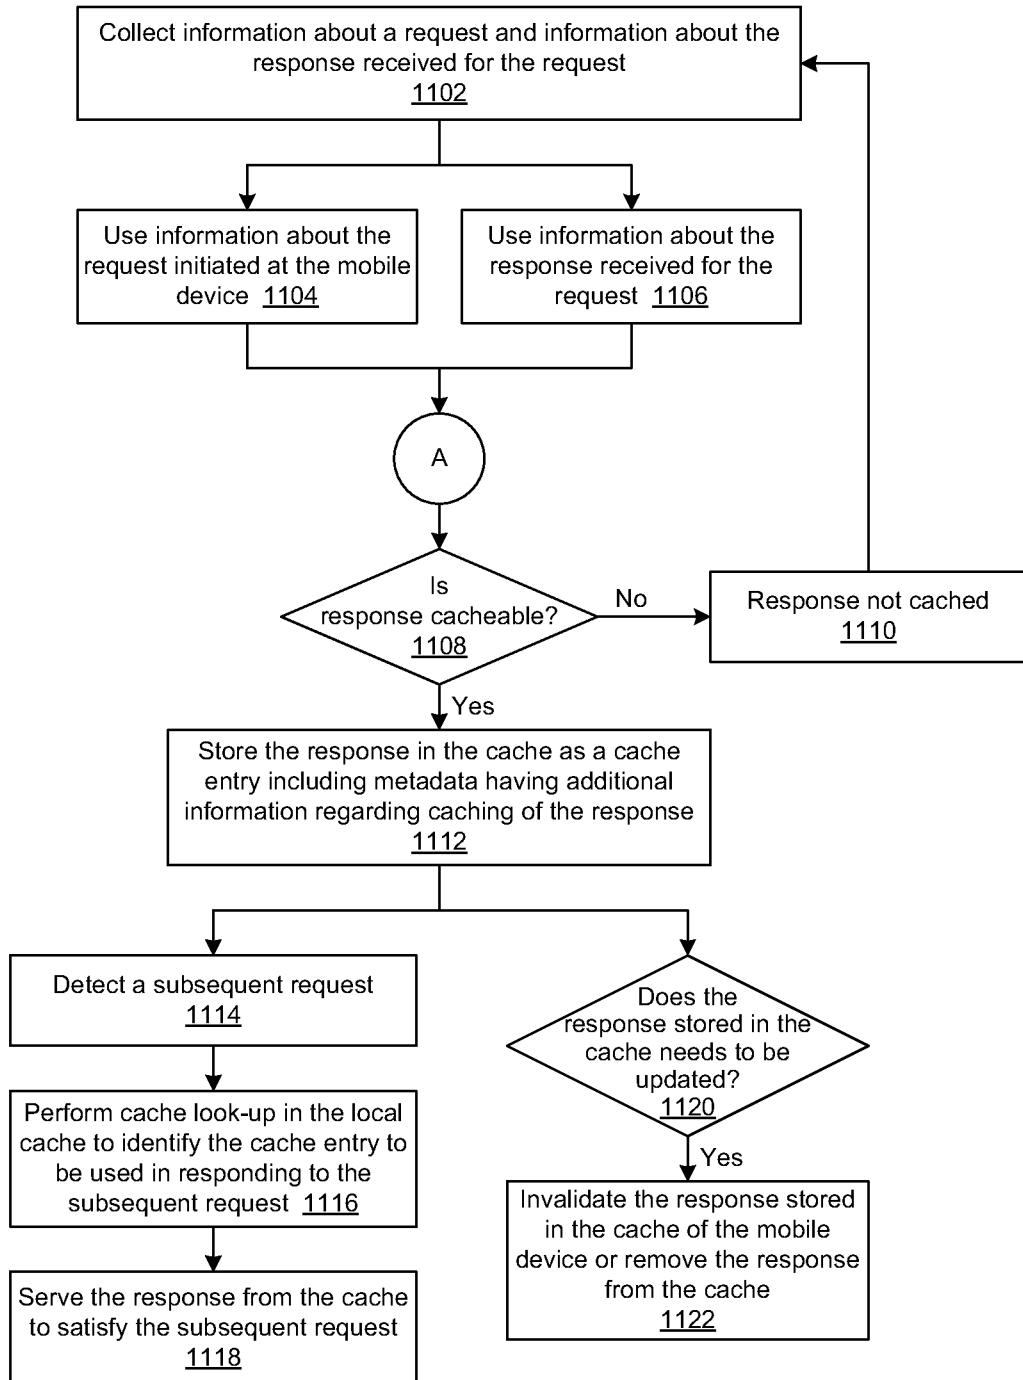 Collect information about a request and information about the
response received for the request
1102
Use information about the
request initiated at the mobile
device 1104
Use information about the
response received for the
request 1106
A
Is
response cacheable?
1108
No
Response not cached
1110
Yes
Store the response in the cache as a cache
entry including metadata having additional
information regarding caching of the response
1112
Detect a subsequent request
1114
Perform cache look-up in the local
cache to identify the cache entry to
be used in responding to the
subsequent request 1116
Serve the response from the cache
to satisfy the subsequent request
1118
Does the
response stored in the
cache needs to be
updated?
1120
Yes
Invalidate the response stored
in the cache of the mobile
device or remove the response
from the cache
1122